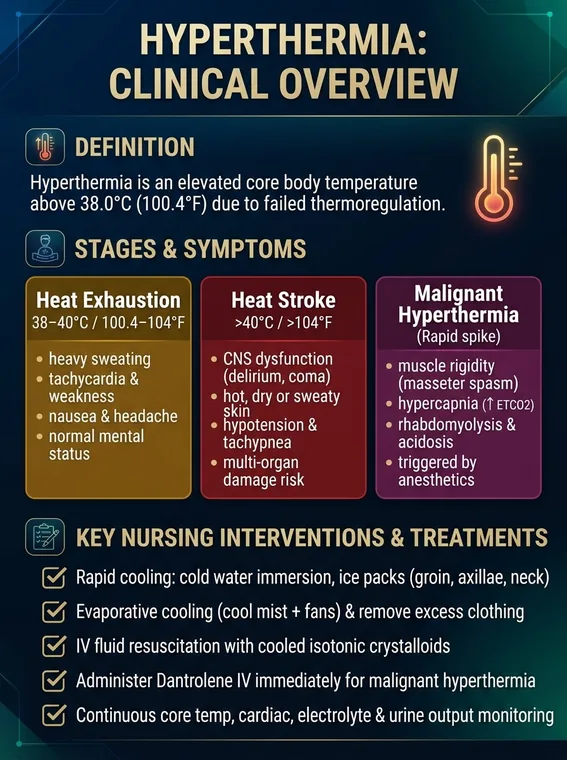 HYPERTHERMIA:
CLINICAL OVERVIEW
DEFINITION
Hyperthermia is an elevated core body temperature
above 38.0°C (100.4°F) due to failed thermoregulation.
STAGES & SYMPTOMS
Heat Exhaustion
38–40°C / 100.4–104°F
heavy sweating
tachycardia &
weakness
nausea & headache
normal mental
status
Heat Stroke
>40°C / >104°F
CNS dysfunction
(delirium, coma)
hot, dry or sweaty
skin
hypotension &
tachypnea
multi-organ
damage risk
Malignant
Hyperthermia
(Rapid spike)
muscle rigidity
(masseter spasm)
hypercapnia (↑ ETCO2)
rhabdomyolysis &
acidosis
triggered by
anesthetics
KEY NURSING INTERVENTIONS & TREATMENTS
Rapid cooling: cold water immersion, ice packs (groin, axillae, neck)
Evaporative cooling (cool mist + fans) & remove excess clothing
IV fluid resuscitation with cooled isotonic crystalloids
Administer Dantrolene IV immediately for malignant hyperthermia
Continuous core temp, cardiac, electrolyte & urine output monitoring